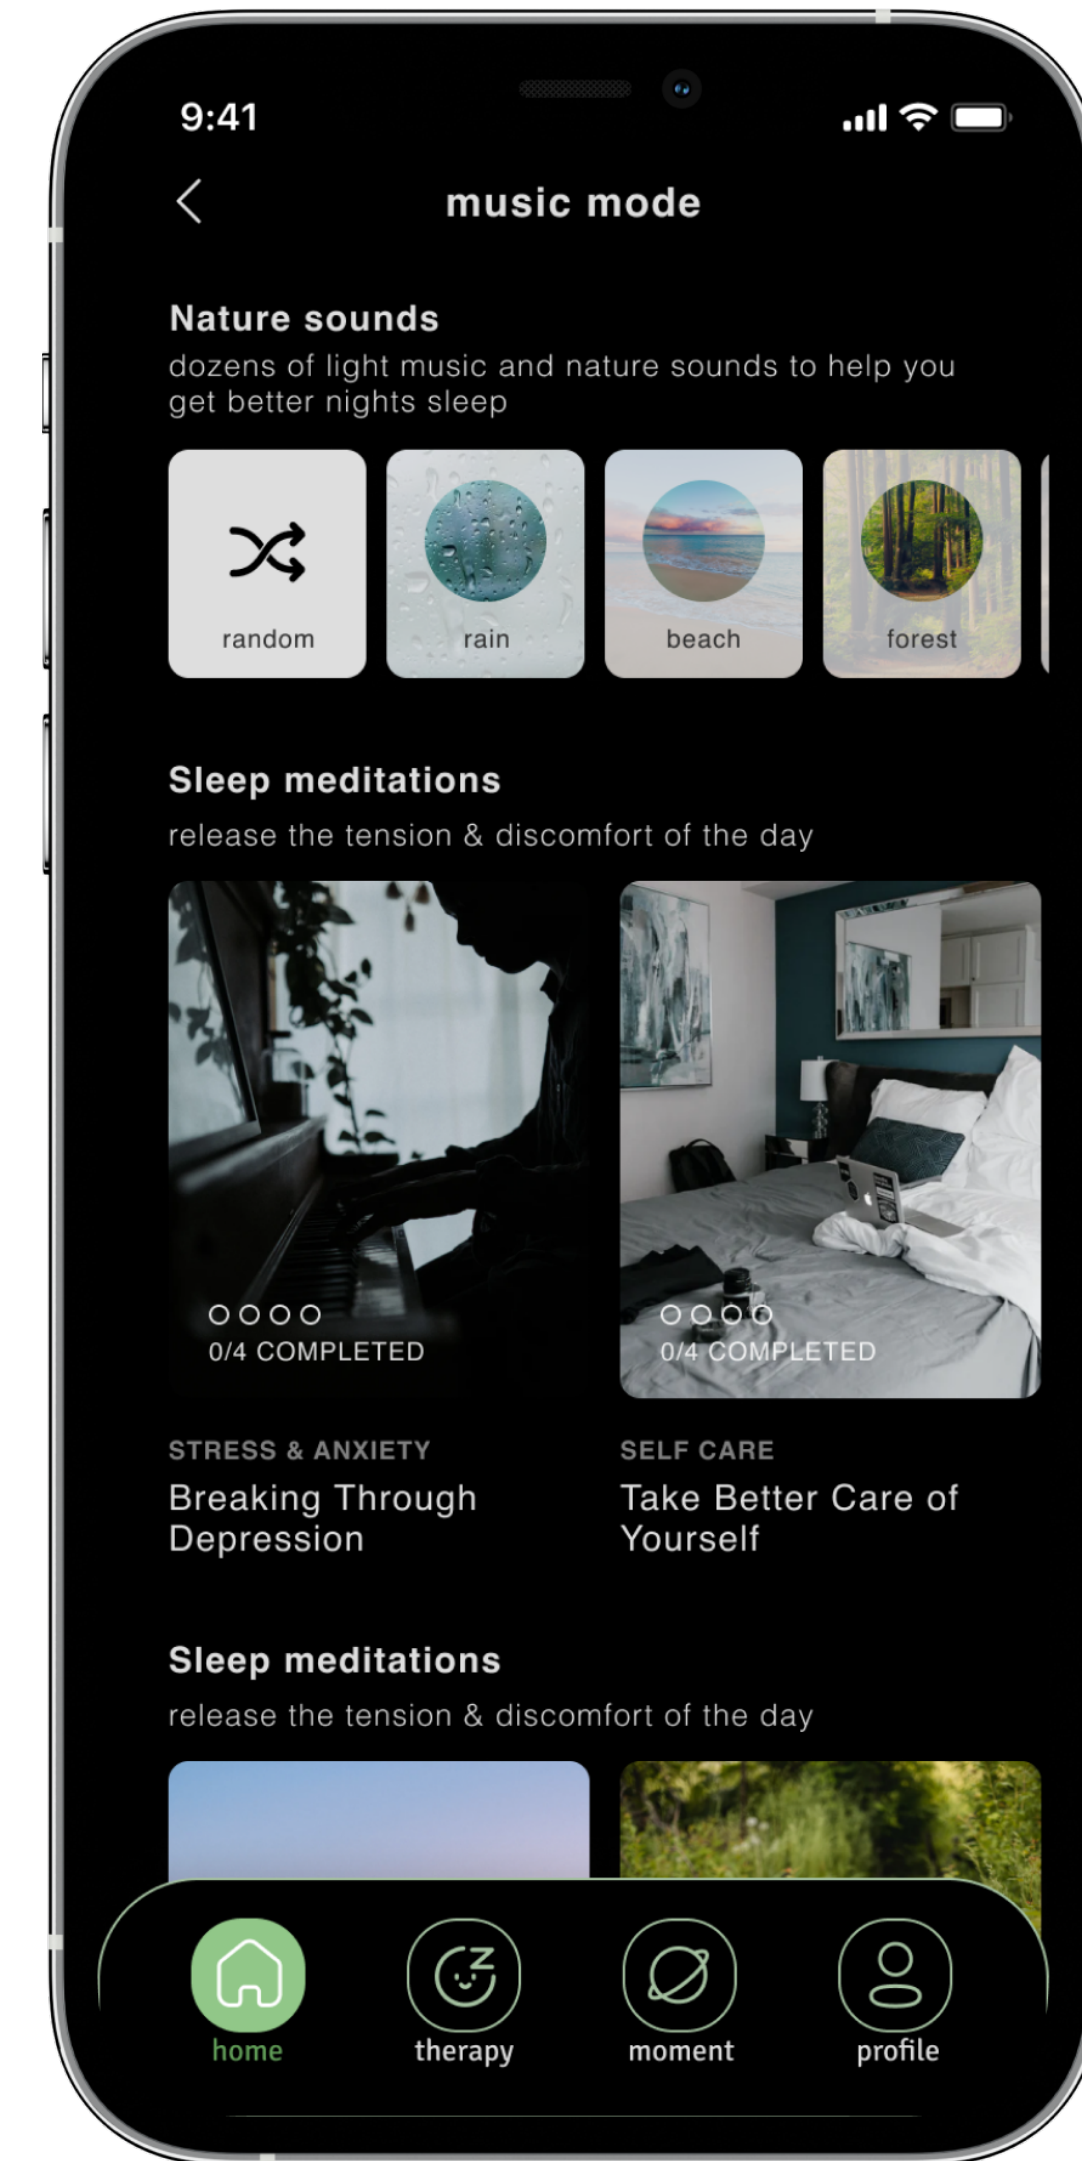 9:41
music mode
Nature sounds
dozens of light music and nature sounds to help you
get better nights sleep
random
rain
beach
forest
Sleep meditations
release the tension & discomfort of the day
0/4 COMPLETED
0/4 COMPLETED
STRESS & ANXIETY
Breaking Through
Depression
SELF CARE
Take Better Care of
Yourself
Sleep meditations
release the tension & discomfort of the day
home
therapy
moment
profile